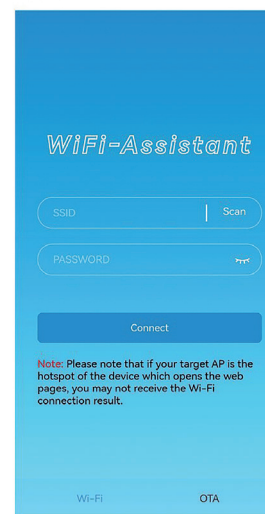 WiFi-Assistant
SSID Scan
PASSWORD
Connect
Note: Please note that if your target AP is the
hotspot of the device which opens the web
pages, you may not receive the Wi-Fi
connection result.
Wi-Fi OTA